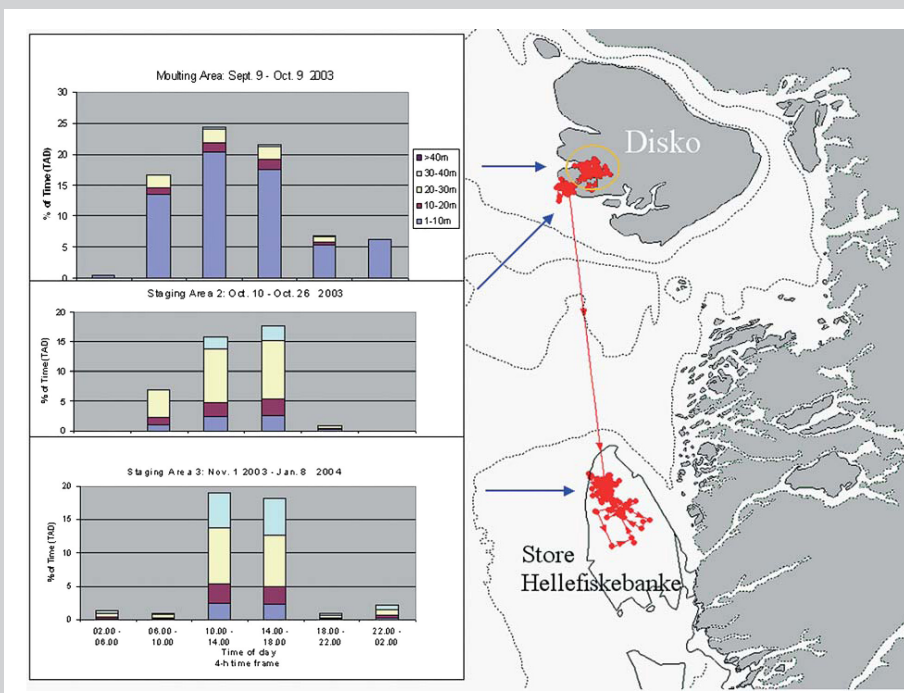 Moulting Area: Sept. 9 - Oct. 9 2003
% of Time (TAD)
30
25
20
15
10
5
0
>40m
30-40m
20-30m
10-20m
1-10m
Staging Area 2: Oct. 10 - Oct. 26 2003
% of Time (TAD)
20
15
10
5
0
Staging Area 3: Nov. 1 2003 - Jan. 8 2004
% of Time (TAD)
20
15
10
5
0
02.00 - 06.00
06.00 - 10.00
10.00 - 14.00
14.00 - 18.00
18.00 - 22.00
22.00 - 02.00
Time of day
4-h time frame
Disko
Store
Hellefiskebanke